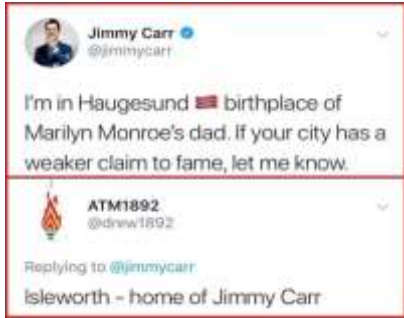 Jimmy Carr
@jimmycarr
I'm in Haugesund 🇳🇴 birthplace of
Marilyn Monroe's dad. If your city has a
weaker claim to fame, let me know.
ATM1892
@drew1892
Replying to @jimmycarr
Isleworth - home of Jimmy Carr